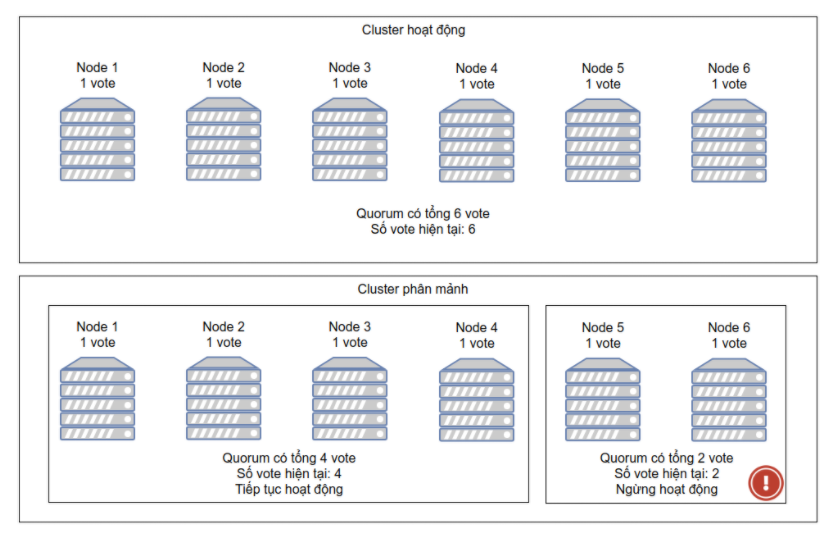 Cluster hoạt động
Node 1
1 vote
Node 2
1 vote
Node 3
1 vote
Node 4
1 vote
Node 5
1 vote
Node 6
1 vote
Quorum có tổng 6 vote
Số vote hiện tại: 6
Cluster phân mảnh
Node 1
1 vote
Node 2
1 vote
Node 3
1 vote
Node 4
1 vote
Quorum có tổng 4 vote
Số vote hiện tại: 4
Tiếp tục hoạt động
Node 5
1 vote
Node 6
1 vote
Quorum có tổng 2 vote
Số vote hiện tại: 2
Ngừng hoạt động
!